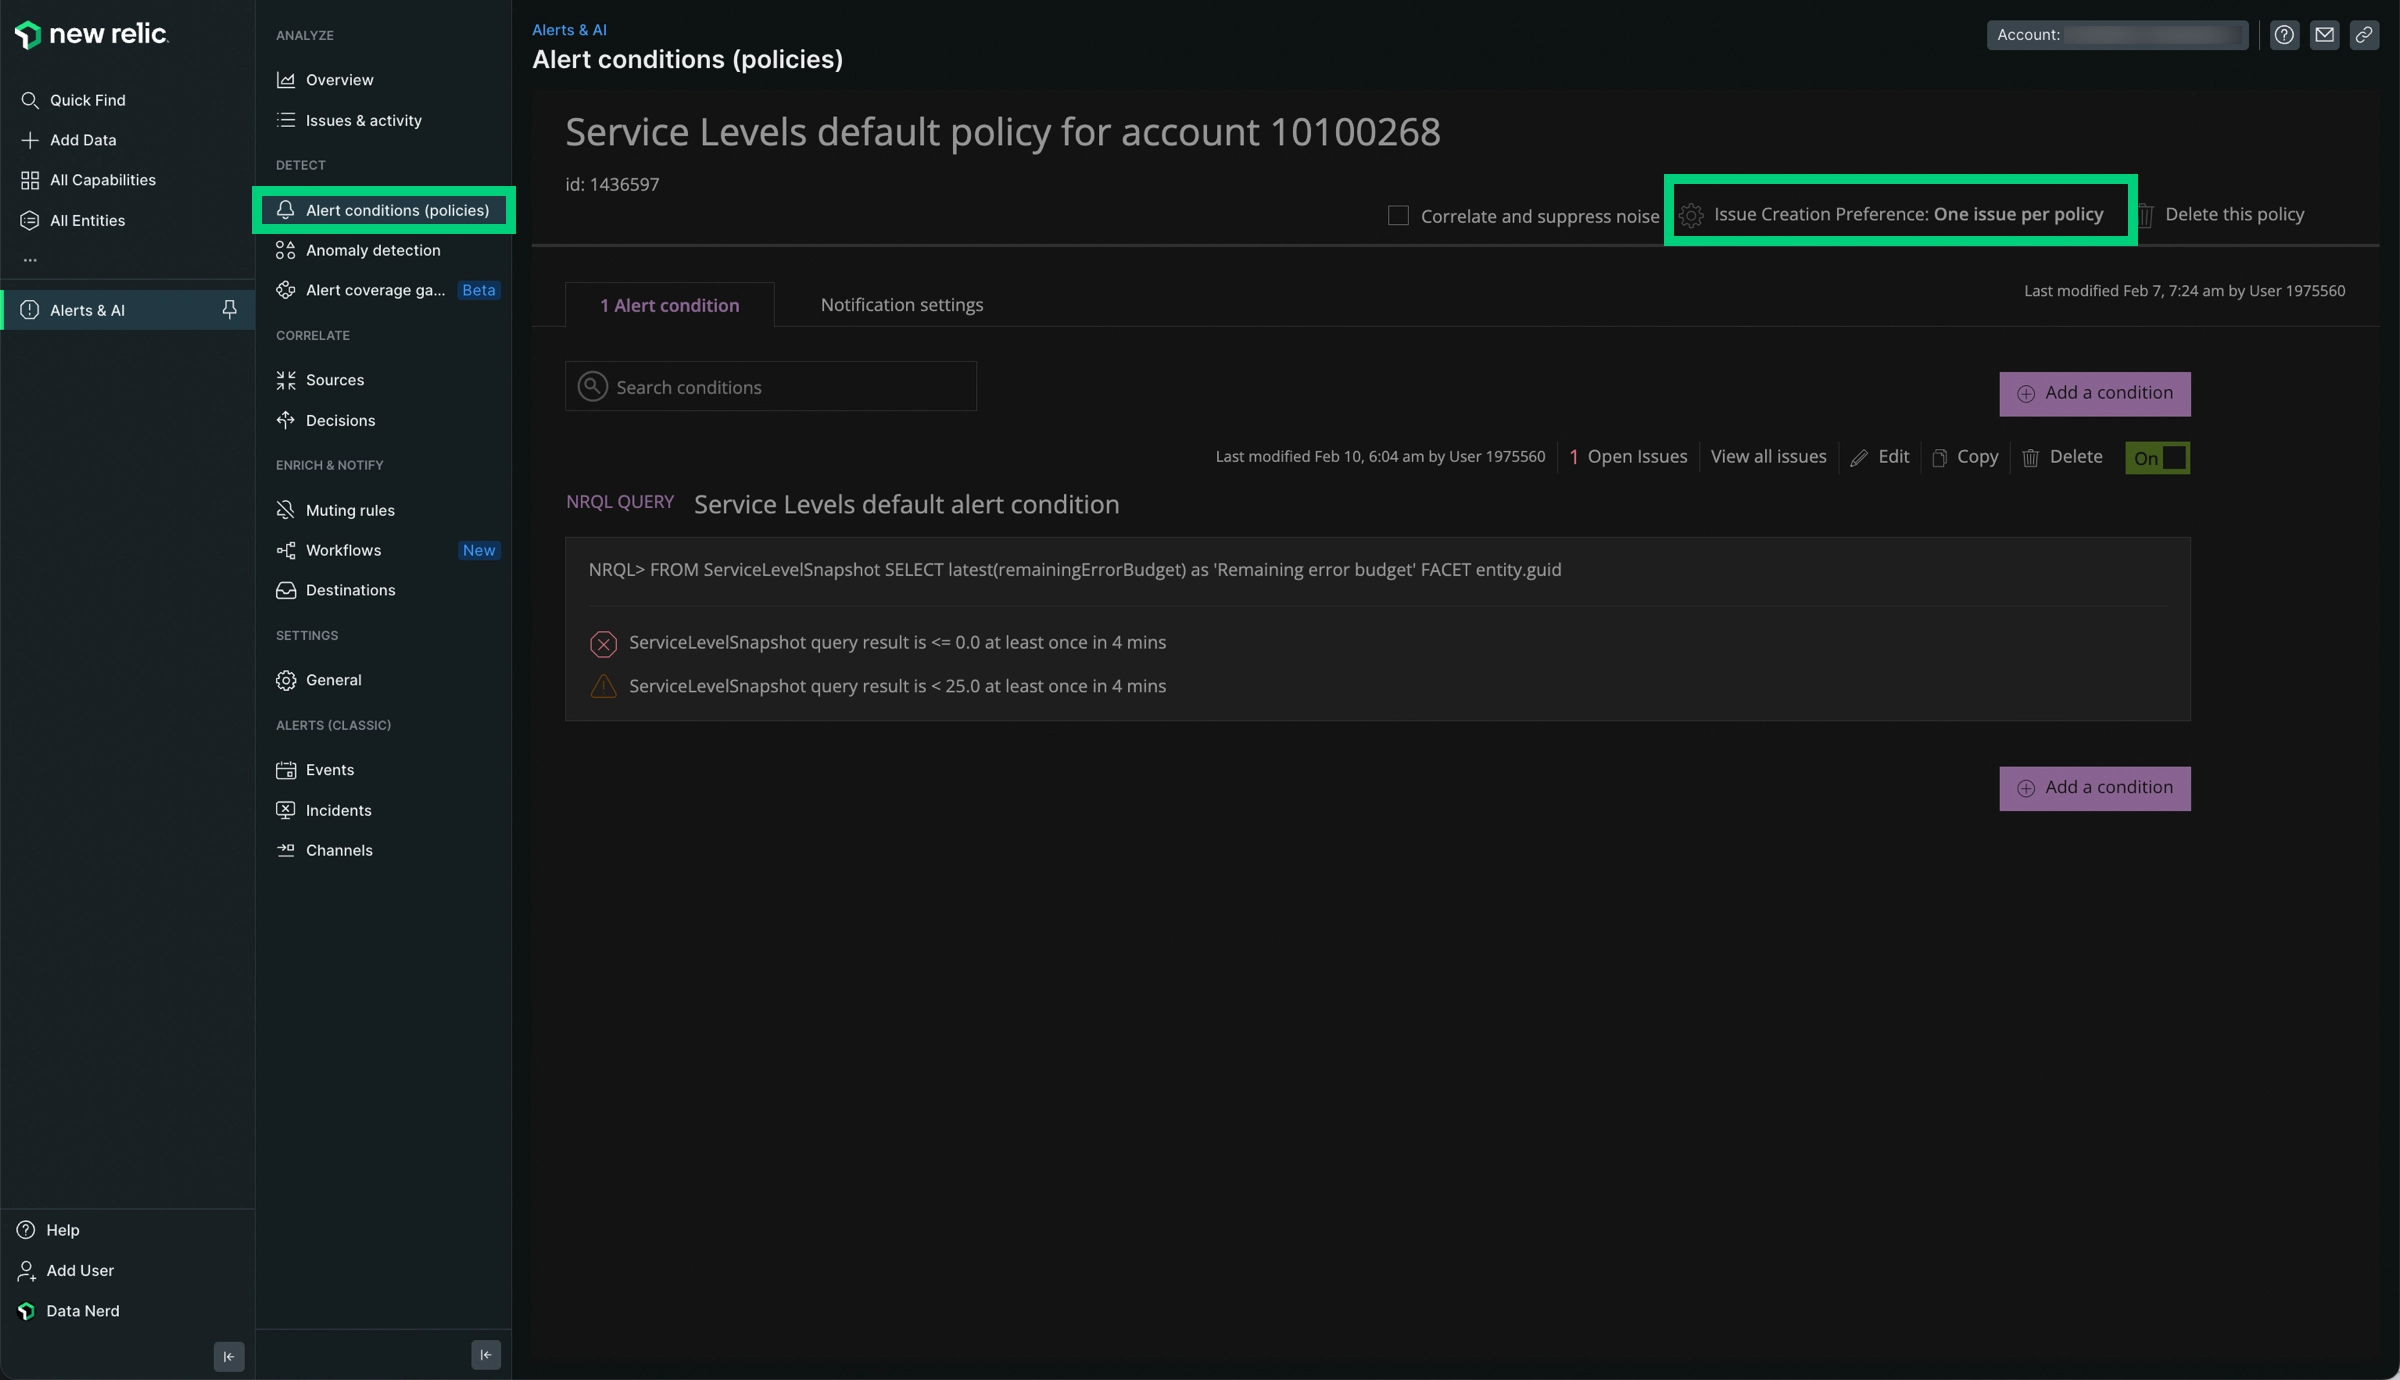 new relic
Quick Find
Add Data
All Capabilities
All Entities
...
Alerts & AI
Help
Add User
Data Nerd
ANALYZE
Overview
Issues & activity
DETECT
Alert conditions (policies)
Anomaly detection
Alert coverage ga... Beta
CORRELATE
Sources
Decisions
ENRICH & NOTIFY
Muting rules
Workflows New
Destinations
SETTINGS
General
ALERTS (CLASSIC)
Events
Incidents
Channels
Alerts & AI
Alert conditions (policies)
Account:
Service Levels default policy for account 10100268
id: 1436597
Correlate and suppress noise Issue Creation Preference: One issue per policy Delete this policy
1 Alert condition Notification settings Last modified Feb 7, 7:24 am by User 1975560
Search conditions
Add a condition
Last modified Feb 10, 6:04 am by User 1975560 1 Open Issues View all issues Edit Copy Delete On
NRQL QUERY Service Levels default alert condition
NRQL> FROM ServiceLevelSnapshot SELECT latest(remainingErrorBudget) as 'Remaining error budget' FACET entity.guid
ServiceLevelSnapshot query result is <= 0.0 at least once in 4 mins
ServiceLevelSnapshot query result is < 25.0 at least once in 4 mins
Add a condition